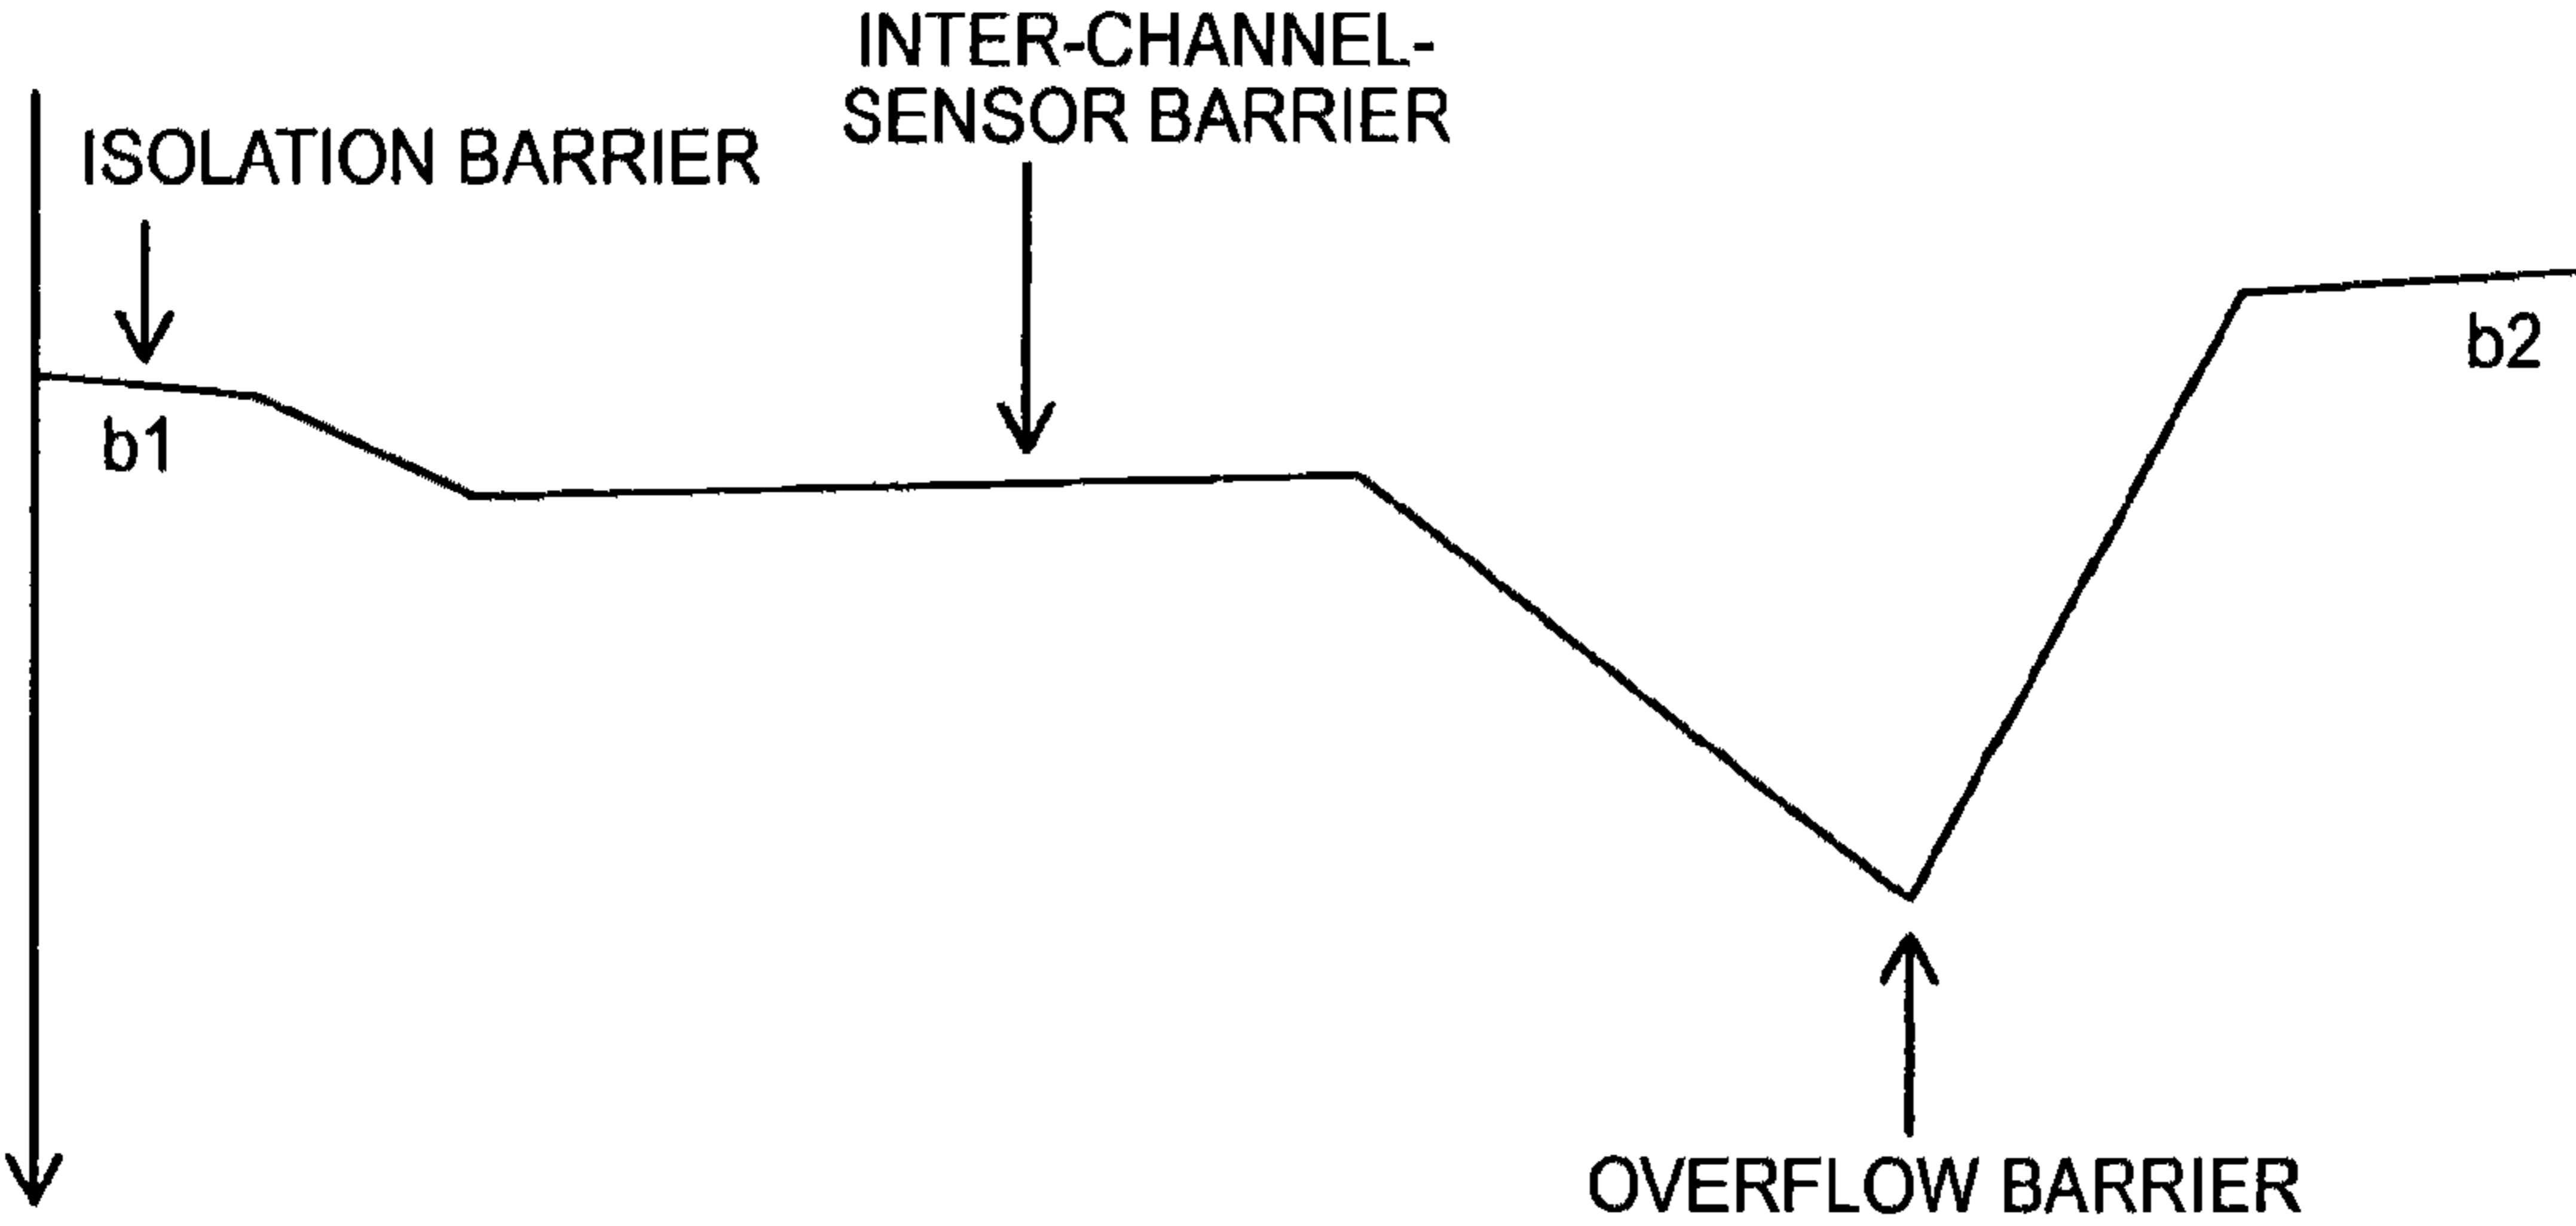 INTER-CHANNEL-
SENSOR BARRIER
ISOLATION BARRIER
b1
b2
OVERFLOW BARRIER